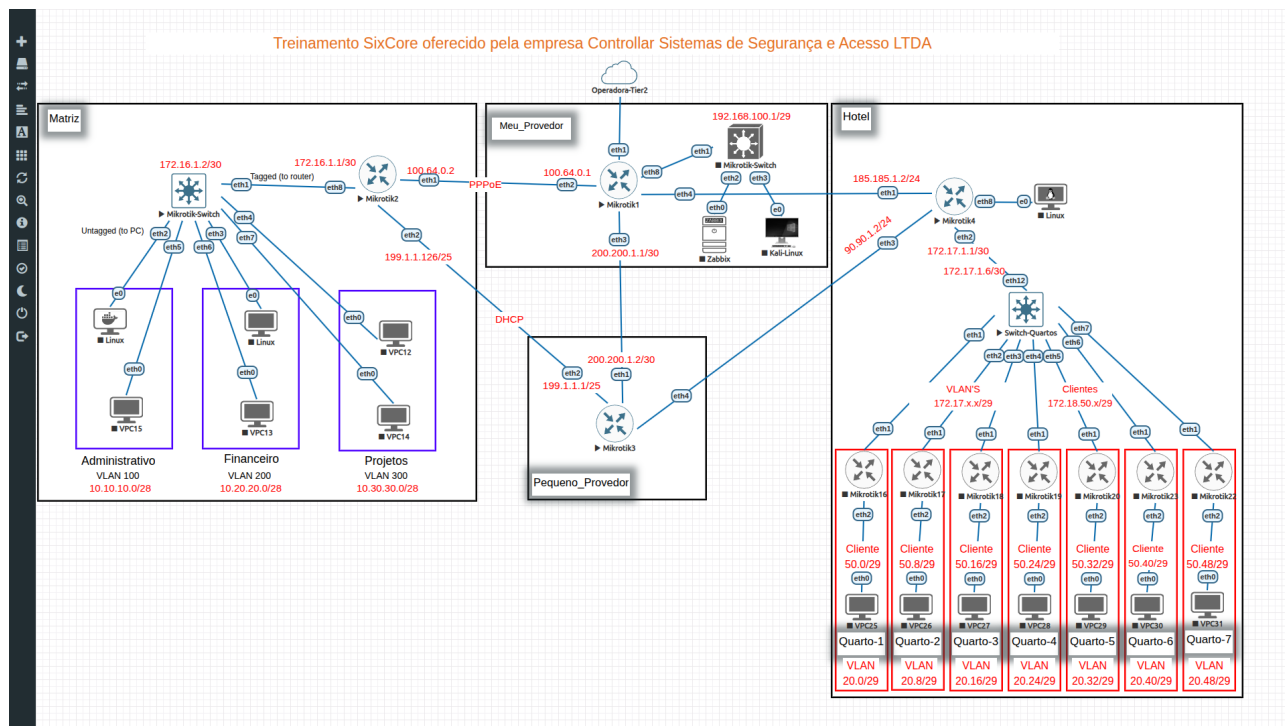 Treinamento SixCore oferecido pela empresa Controllar Sistemas de Segurança e Acesso LTDA
Operadora-Tier2
Matriz
172.16.1.2/30
172.16.1.1/30
Tagged (to router)
eth1
eth8
Mikrotik-Switch
Mikrotik2
100.64.0.2
eth1
PPPoE
Untagged (to PC)
eth2
eth5
eth6
eth3
eth4
eth7
eth2
199.1.1.126/25
e0
Linux
eth0
VPC15
e0
Linux
eth0
VPC13
eth0
VPC12
eth0
VPC14
Administrativo
VLAN 100
10.10.10.0/28
Financeiro
VLAN 200
10.20.20.0/28
Projetos
VLAN 300
10.30.30.0/28
Meu_Provedor
eth1
100.64.0.1
eth2
Mikrotik1
eth8
eth4
eth3
200.200.1.1/30
192.168.100.1/29
eth1
Mikrotik-Switch
eth2
eth3
eth0
ZABBIX
Zabbix
e0
Kali-Linux
DHCP
200.200.1.2/30
eth2
eth1
199.1.1.1/25
eth4
Mikrotik3
Pequeno_Provedor
Hotel
185.185.1.2/24
eth1
eth8
e0
Linux
Mikrotik4
90.90.1.2/24
eth3
eth2
172.17.1.1/30
172.17.1.6/30
eth12
Switch-Quartos
eth1
eth2
eth3
eth4
eth5
eth6
eth7
VLAN'S
172.17.x.x/29
Clientes
172.18.50.x/29
eth1
eth1
eth1
eth1
eth1
eth1
eth1
Mikrotik16
Mikrotik17
Mikrotik18
Mikrotik19
Mikrotik20
Mikrotik23
Mikrotik22
eth2
eth2
eth2
eth2
eth2
eth2
eth2
Cliente
50.0/29
Cliente
50.8/29
Cliente
50.16/29
Cliente
50.24/29
Cliente
50.32/29
Cliente
50.40/29
Cliente
50.48/29
eth0
eth0
eth0
eth0
eth0
eth0
eth0
VPC25
VPC26
VPC27
VPC28
VPC29
VPC30
VPC31
Quarto-1
Quarto-2
Quarto-3
Quarto-4
Quarto-5
Quarto-6
Quarto-7
VLAN
20.0/29
VLAN
20.8/29
VLAN
20.16/29
VLAN
20.24/29
VLAN
20.32/29
VLAN
20.40/29
VLAN
20.48/29